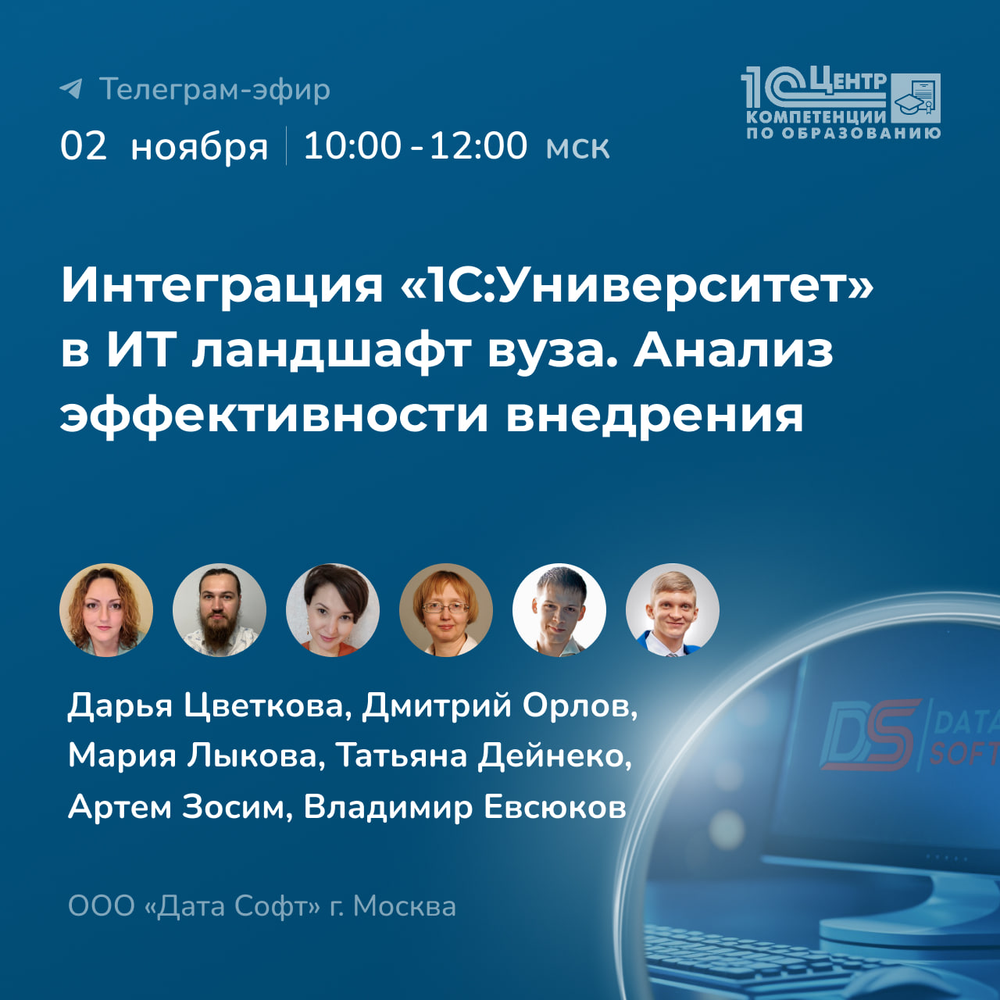 Телеграм-эфир
02 ноября 10:00 - 12:00 мск
1С ЦЕНТР
КОМПЕТЕНЦИИ
ПО ОБРАЗОВАНИЮ
Интеграция «1С:Университет»
в ИТ ландшафт вуза. Анализ
эффективности внедрения
Дарья Цветкова, Дмитрий Орлов,
Мария Лыкова, Татьяна Дейнеко,
Артем Зосим, Владимир Евсюков
DS DATA
SOFT
ООО «Дата Софт» г. Москва